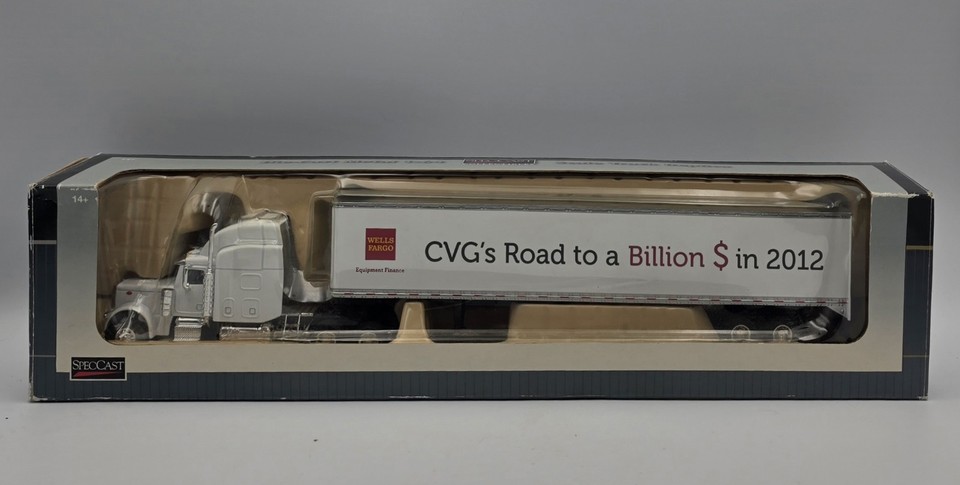 14+
WELLS
FARGO
Equipment Finance
CVG's Road to a Billion $ in 2012
SPECCAST